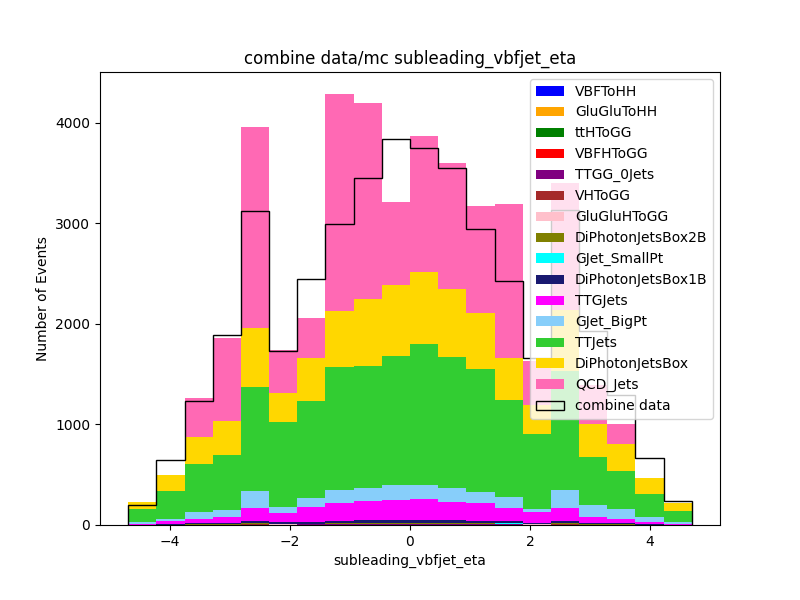 combine data/mc subleading_vbfjet_eta
Number of Events
4000
3000
2000
1000
0
−4
−2
0
2
4
subleading_vbfjet_eta
VBFToHH
GluGluToHH
ttHToGG
VBFHToGG
TTGG_0Jets
VHToGG
GluGluHToGG
DiPhotonJetsBox2B
GJet_SmallPt
DiPhotonJetsBox1B
TTGJets
GJet_BigPt
TTJets
DiPhotonJetsBox
QCD_Jets
combine data